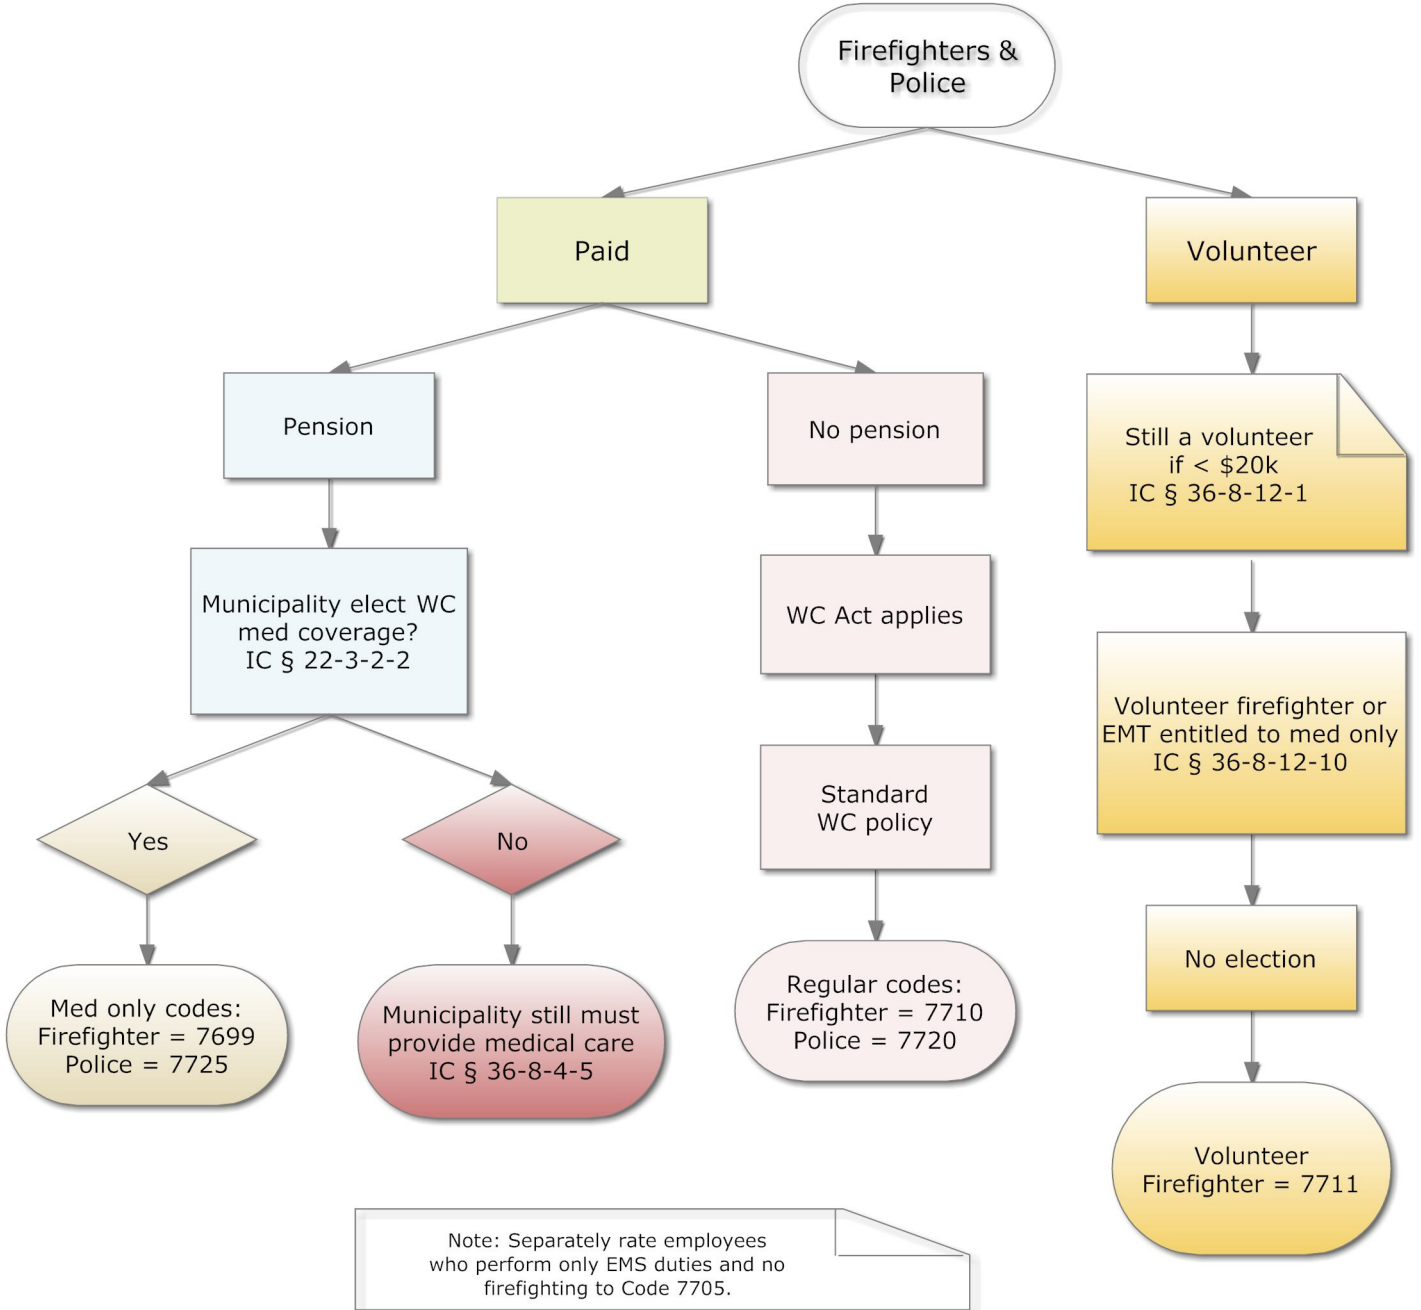 Firefighters &
Police
Paid
Volunteer
Pension
No pension
Still a volunteer
if < $20k
IC § 36-8-12-1
Municipality elect WC
med coverage?
IC § 22-3-2-2
WC Act applies
Volunteer firefighter or
EMT entitled to med only
IC § 36-8-12-10
Yes
No
Standard
WC policy
No election
Med only codes:
Firefighter = 7699
Police = 7725
Municipality still must
provide medical care
IC § 36-8-4-5
Regular codes:
Firefighter = 7710
Police = 7720
Volunteer
Firefighter = 7711
Note: Separately rate employees
who perform only EMS duties and no
firefighting to Code 7705.